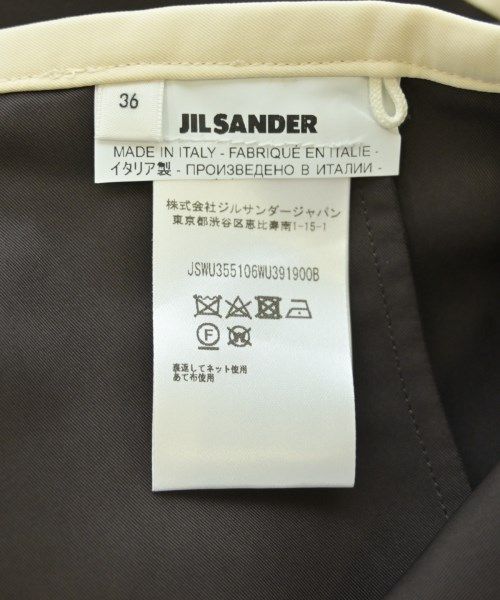 36
JIL SANDER
MADE IN ITALY - FABRIQUÉ EN ITALIE -
イタリア製 - ПРОИЗВЕДЕНО В ИТАЛИИ -
株式会社ジルサンダージャパン
東京都渋谷区恵比寿南1-15-1
JSWU355106WU391900B
F W
裏返してネット使用
あて布使用